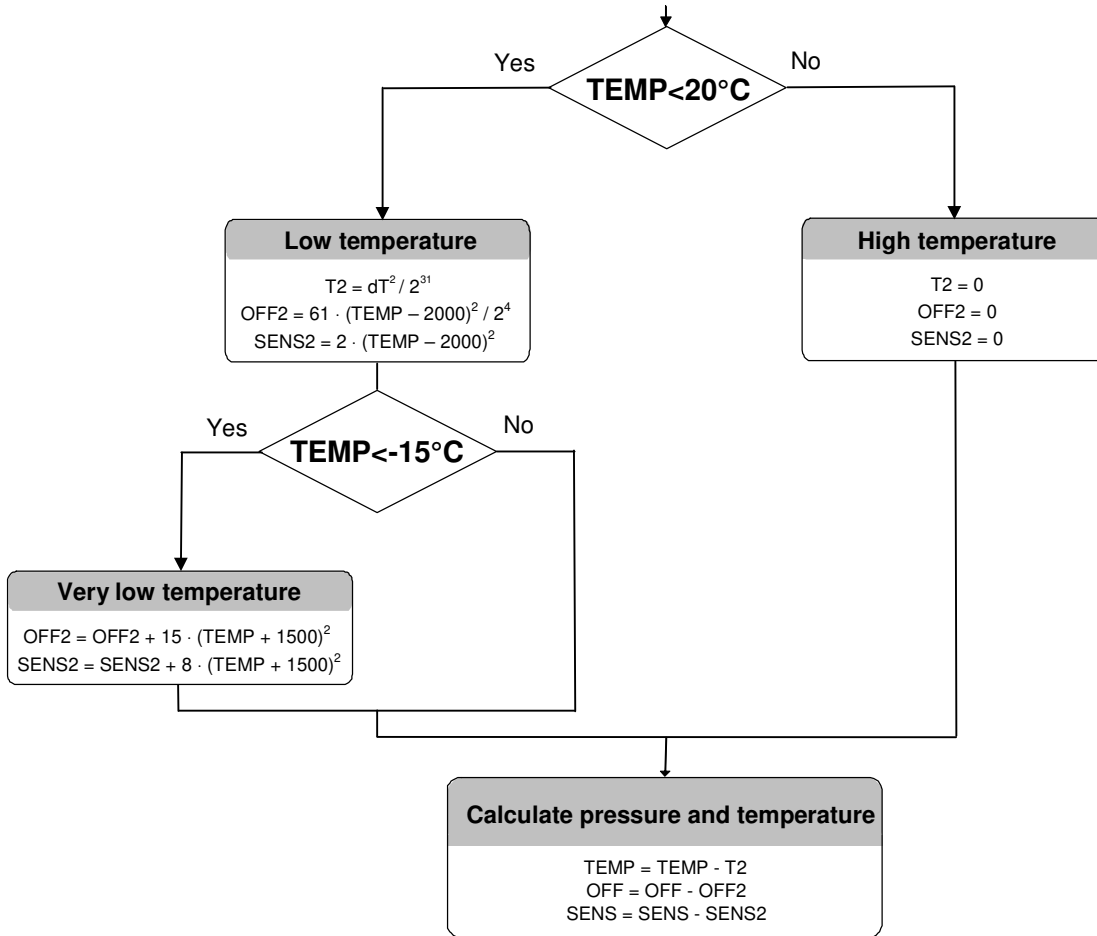 Yes
No
TEMP<20°C
Low temperature
T2 = dT² / 2³¹
OFF2 = 61 · (TEMP – 2000)² / 2⁴
SENS2 = 2 · (TEMP – 2000)²
High temperature
T2 = 0
OFF2 = 0
SENS2 = 0
Yes
No
TEMP<-15°C
Very low temperature
OFF2 = OFF2 + 15 · (TEMP + 1500)²
SENS2 = SENS2 + 8 · (TEMP + 1500)²
Calculate pressure and temperature
TEMP = TEMP - T2
OFF = OFF - OFF2
SENS = SENS - SENS2